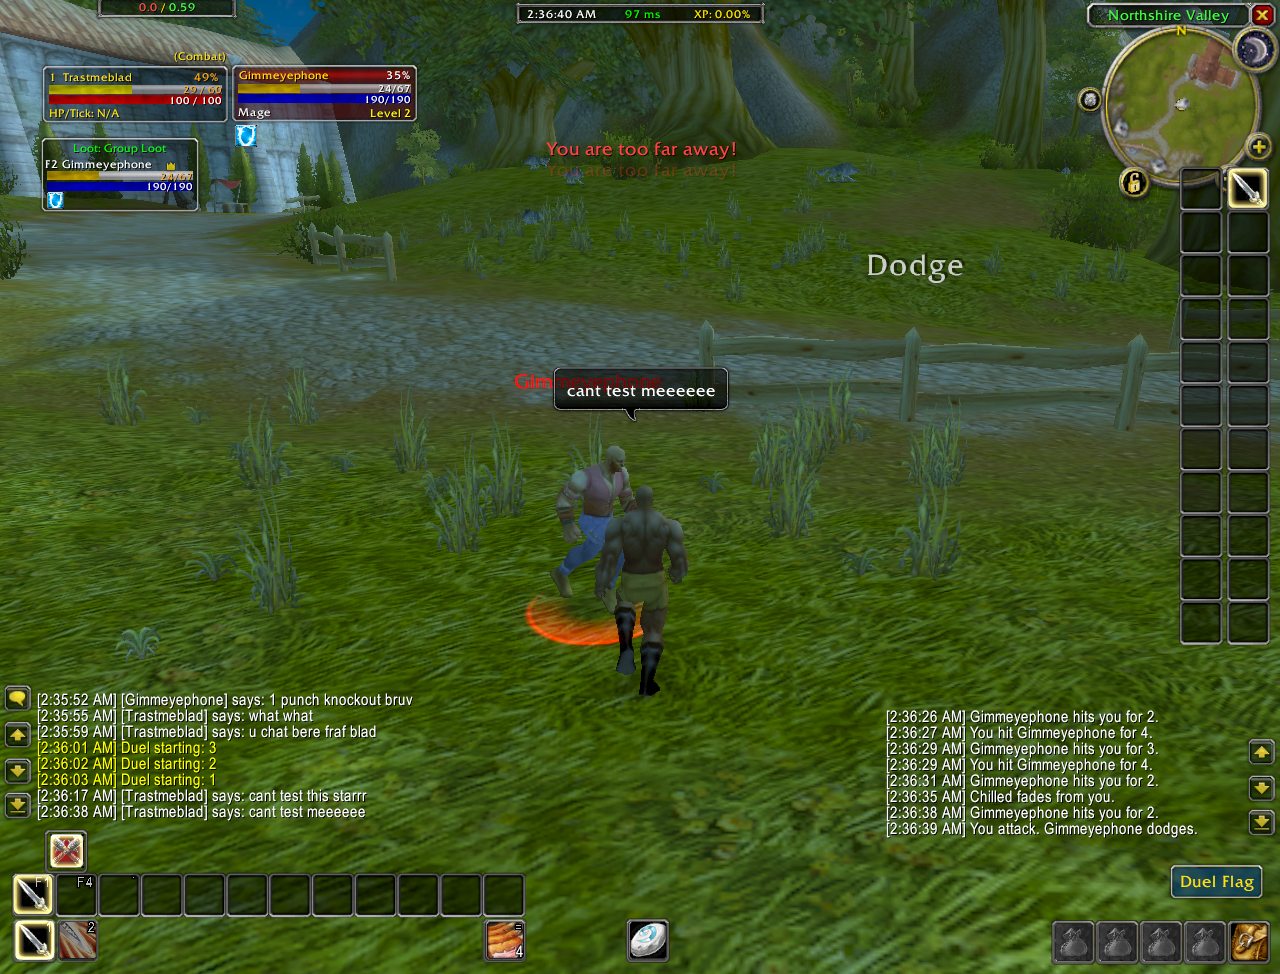 0.0 / 0.59
2:36:40 AM 97 ms XP: 0.00%
Northshire Valley
N
(Combat)
1 Trastmeblad 49%
29 / 60
100 / 100
HP/Tick: N/A
Gimmeyephone 35%
24/67
190/190
Mage Level 2
Loot: Group Loot
F2 Gimmeyephone
24/67
190/190
You are too far away!
You are too far away!
Dodge
Gimmeyephone
cant test meeeeee
[2:35:52 AM] [Gimmeyephone] says: 1 punch knockout bruv
[2:35:55 AM] [Trastmeblad] says: what what
[2:35:59 AM] [Trastmeblad] says: u chat bere fraf blad
[2:36:01 AM] Duel starting: 3
[2:36:02 AM] Duel starting: 2
[2:36:03 AM] Duel starting: 1
[2:36:17 AM] [Trastmeblad] says: cant test this starrr
[2:36:38 AM] [Trastmeblad] says: cant test meeeeee
[2:36:26 AM] Gimmeyephone hits you for 2.
[2:36:27 AM] You hit Gimmeyephone for 4.
[2:36:29 AM] Gimmeyephone hits you for 3.
[2:36:29 AM] You hit Gimmeyephone for 4.
[2:36:31 AM] Gimmeyephone hits you for 2.
[2:36:35 AM] Chilled fades from you.
[2:36:38 AM] Gimmeyephone hits you for 2.
[2:36:39 AM] You attack. Gimmeyephone dodges.
Duel Flag
F4
2
=
4